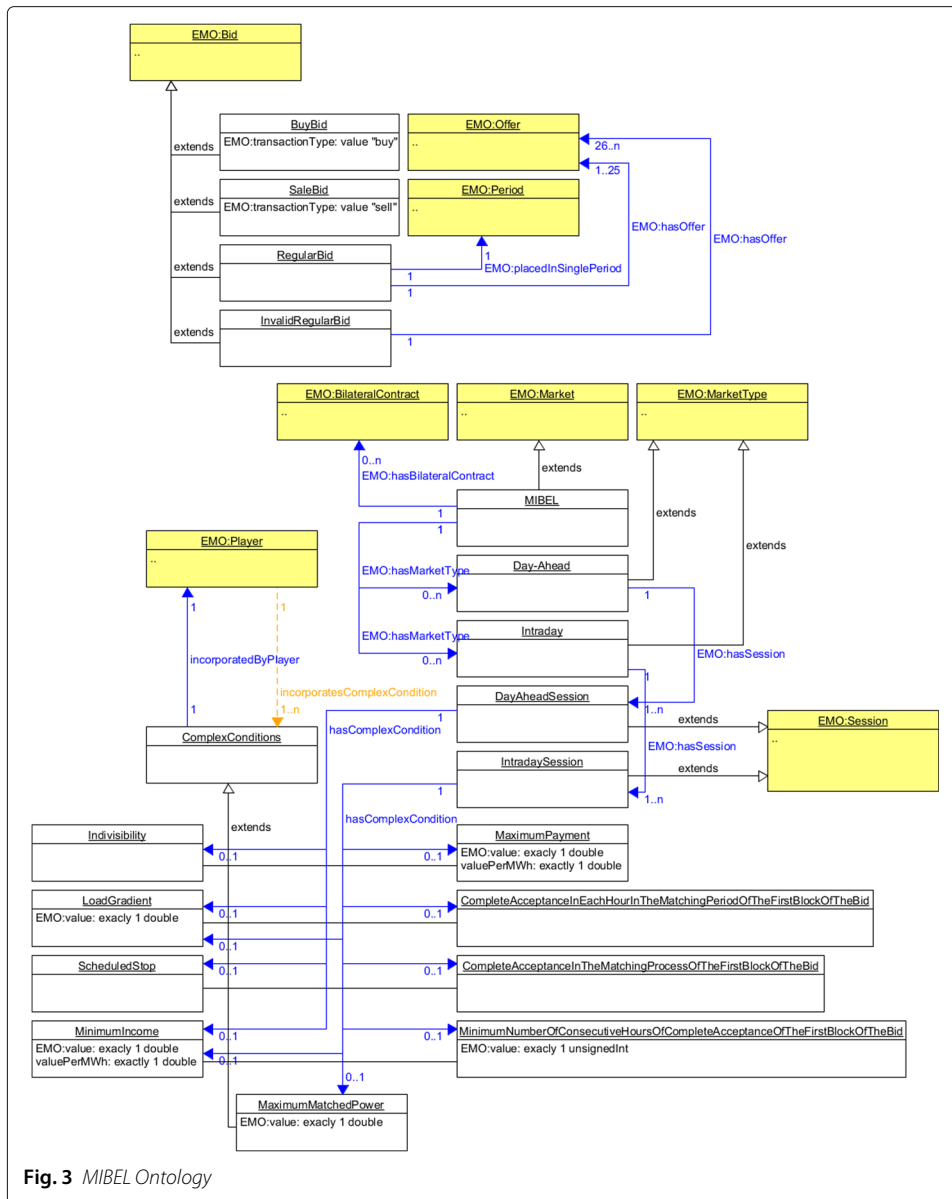 EMO:Bid
..
extends
BuyBid
EMO:transactionType: value "buy"
EMO:Offer
..
26..n
1..25
extends
SaleBid
EMO:transactionType: value "sell"
EMO:Period
..
EMO:hasOffer
EMO:hasOffer
extends
RegularBid
1
1
EMO:placedInSinglePeriod
1
extends
InvalidRegularBid
1
EMO:BilateralContract
..
EMO:Market
..
EMO:MarketType
..
0..n
EMO:hasBilateralContract
extends
MIBEL
1
1
extends
extends
EMO:Player
..
EMO:hasMarketType
0..n
Day-Ahead
1
EMO:hasMarketType
0..n
Intraday
1
EMO:hasSession
1
1
incorporatedByPlayer
incorporatesComplexCondition
1
1..n
DayAheadSession
1
1..n
extends
EMO:Session
..
hasComplexCondition
ComplexConditions
EMO:hasSession
IntradaySession
1
1..n
extends
hasComplexCondition
extends
Indivisibility
0..1
0..1
MaximumPayment
EMO:value: exacly 1 double
valuePerMWh: exactly 1 double
LoadGradient
EMO:value: exacly 1 double
0..1
0..1
0..1
CompleteAcceptanceInEachHourInTheMatchingPeriodOfTheFirstBlockOfTheBid
ScheduledStop
0..1
0..1
CompleteAcceptanceInTheMatchingProcessOfTheFirstBlockOfTheBid
MinimumIncome
EMO:value: exacly 1 double
valuePerMWh: exactly 1 double
0..1
0..1
0..1
MinimumNumberOfConsecutiveHoursOfCompleteAcceptanceOfTheFirstBlockOfTheBid
EMO:value: exacly 1 unsignedInt
0..1
MaximumMatchedPower
EMO:value: exacly 1 double
Fig. 3 MIBEL Ontology